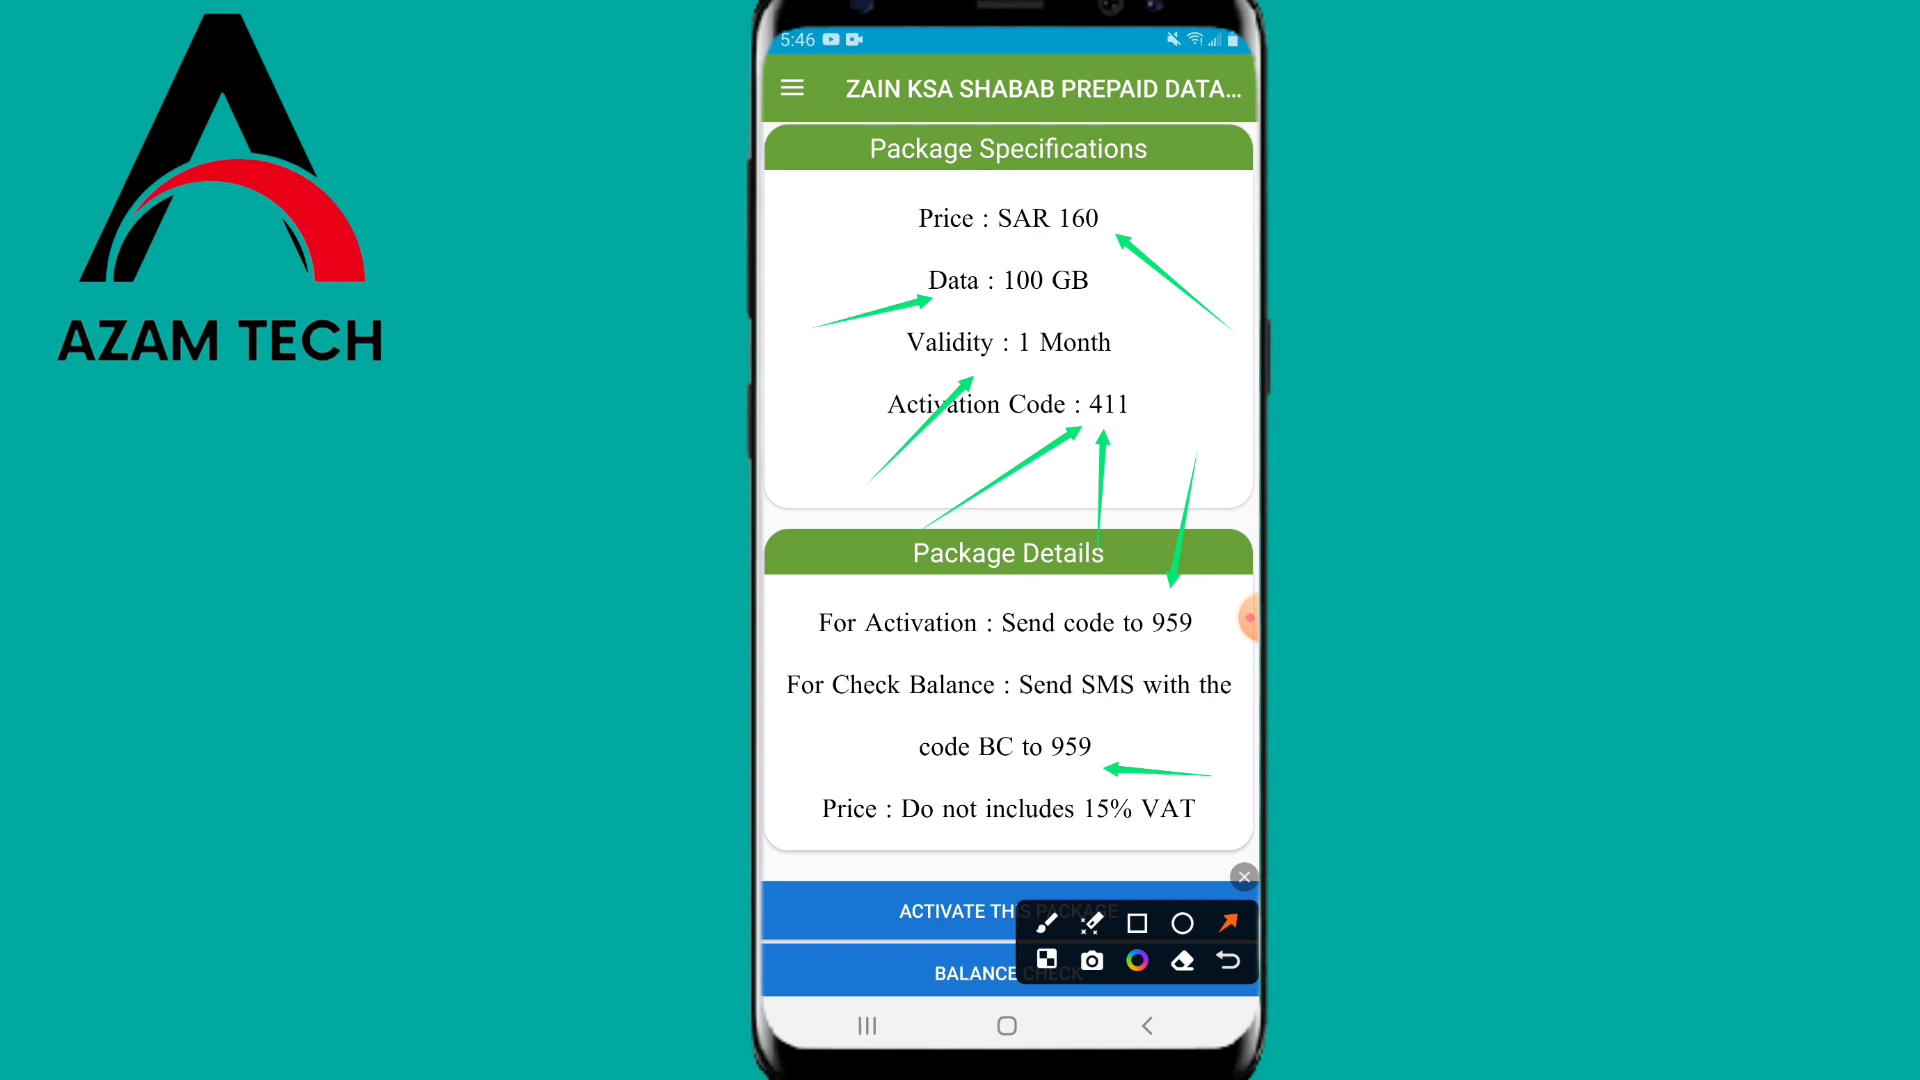 AZAM TECH
5:46
ZAIN KSA SHABAB PREPAID DATA...
Package Specifications
Price : SAR 160
Data : 100 GB
Validity : 1 Month
Activation Code : 411
Package Details
For Activation : Send code to 959
For Check Balance : Send SMS with the
code BC to 959
Price : Do not includes 15% VAT
ACTIVATE THIS PACKAGE
BALANCE CHECK